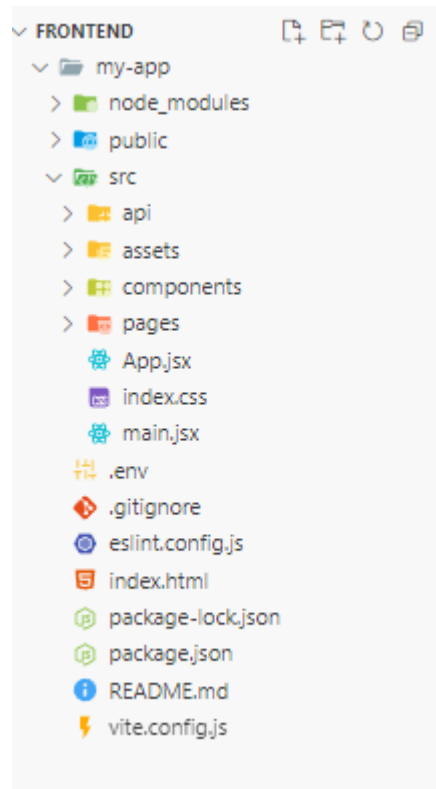 FRONTEND
my-app
node_modules
public
src
api
assets
components
pages
App.jsx
index.css
main.jsx
.env
.gitignore
eslint.config.js
index.html
package-lock.json
package.json
README.md
vite.config.js